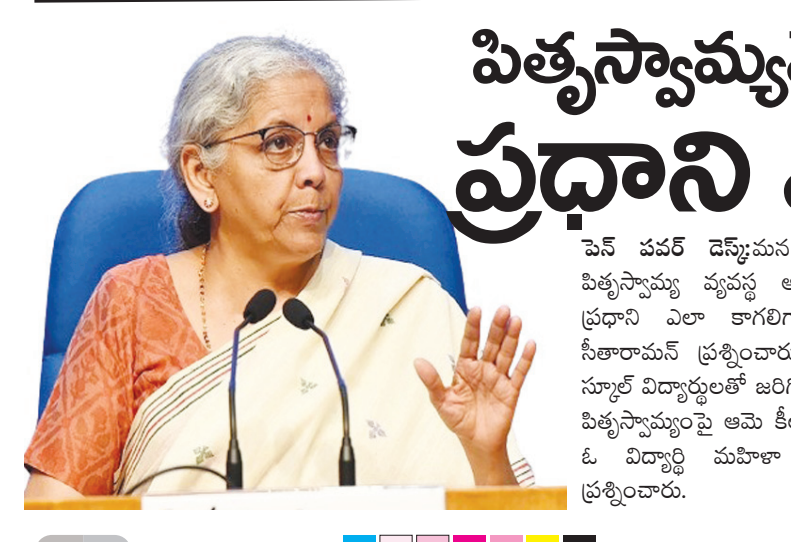 పితృస్వామ్య
ప్రధాని
పెన్ పవర్ డెస్క్:మన
పితృస్వామ్య వ్యవస్థ
ప్రధాని ఎలా కాగలిగా
సీతారామన్ ప్రశ్నించారు
స్కూల్ విద్యార్థులతో జరిగి
పితృస్వామ్యంపై ఆమె కీల
ఓ విద్యార్థి మహిళా
ప్రశ్నించారు.